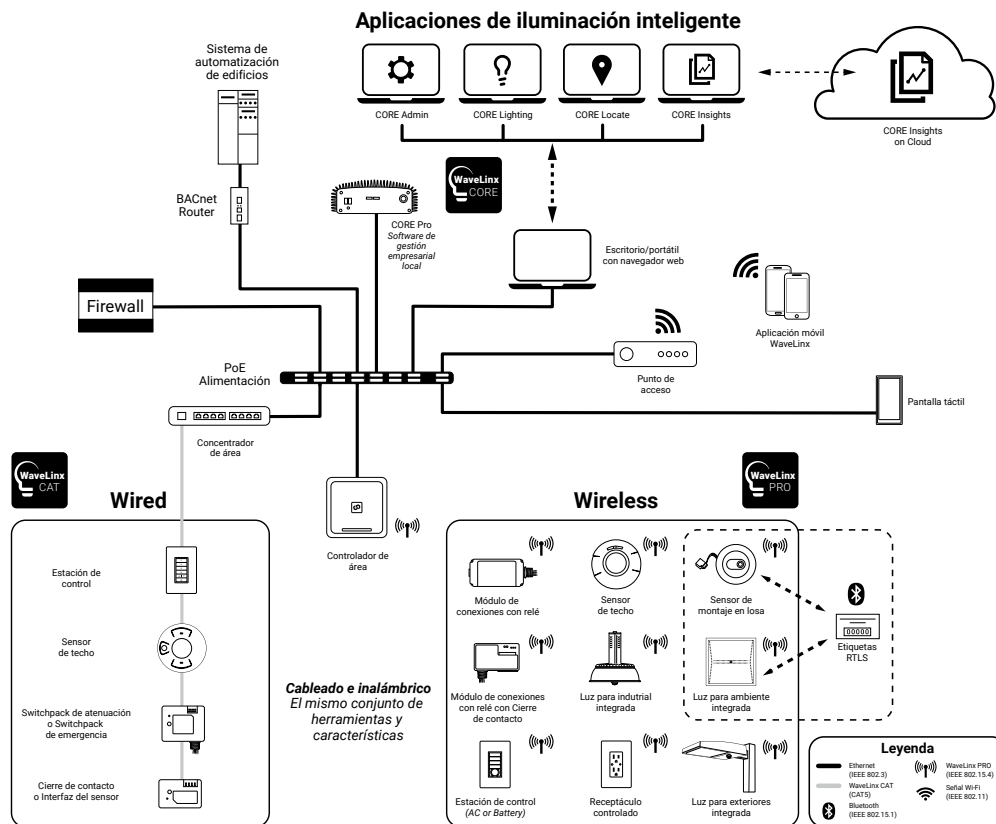 Aplicaciones de iluminación inteligente
Sistema de
automatización
de edificios
CORE Admin
CORE Lighting
CORE Locate
CORE Insights
CORE Insights
on Cloud
BACnet
Router
WaveLinx
CORE
CORE Pro
Software de
gestión
empresarial
local
Escritorio/portátil
con navegador web
Firewall
Aplicación móvil
WaveLinx
PoE
Alimentación
Punto de
acceso
Pantalla táctil
Concentrador
de área
WaveLinx
CAT
Wired
Controlador de
área
Wireless
WaveLinx
PRO
Estación de
control
Sensor
de techo
Switchpack de atenuación
o Switchpack
de emergencia
Cierre de contacto
o Interfaz del sensor
Cableado e inalámbrico
El mismo conjunto de
herramientas y
características
Módulo de
conexiones con relé
Sensor
de techo
Sensor de
montaje en losa
Etiquetas
RTLS
Módulo de conexiones
con relé con Cierre
de contacto
Luz para indutrial
integrada
Luz para ambiente
integrada
Estación de control
(AC or Battery)
Receptáculo
controlado
Luz para exteriores
integrada
Leyenda
Ethernet
(IEEE 802.3)
WaveLinx CAT
(CAT5)
Bluetooth
(IEEE 802.15.1)
WaveLinx PRO
(IEEE 802.15.4)
Señal Wi-Fi
(IEEE 802.11)